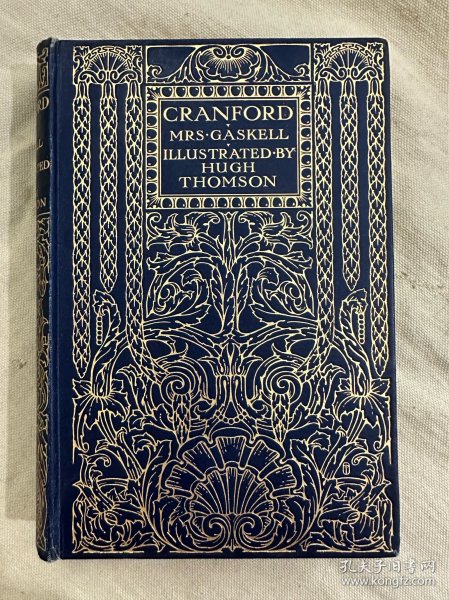 CRANFORD
MRS·GASKELL
ILLUSTRATED·BY
HUGH
THOMSON
孔夫子旧书网
www.kongfz.com